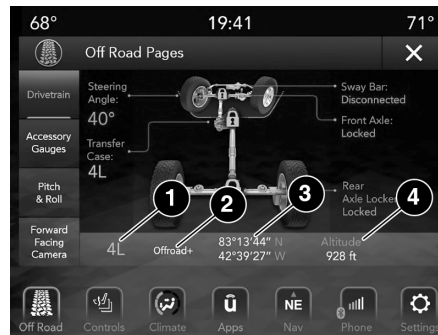 68°
19:41
71°
Off Road Pages
Drivetrain
Accessory
Gauges
Pitch
& Roll
Forward
Facing
Camera
Steering
Angle:
40°
Transfer
Case:
4L
Sway Bar:
Disconnected
Front Axle:
Locked
Rear
Axle Locker
Locked
1
2
3
4
4L
Offroad+
83°13'44" N
42°39'27" W
Altitude
928 ft
Off Road
Controls
Climate
û
Apps
NE
Nav
Phone
Settings